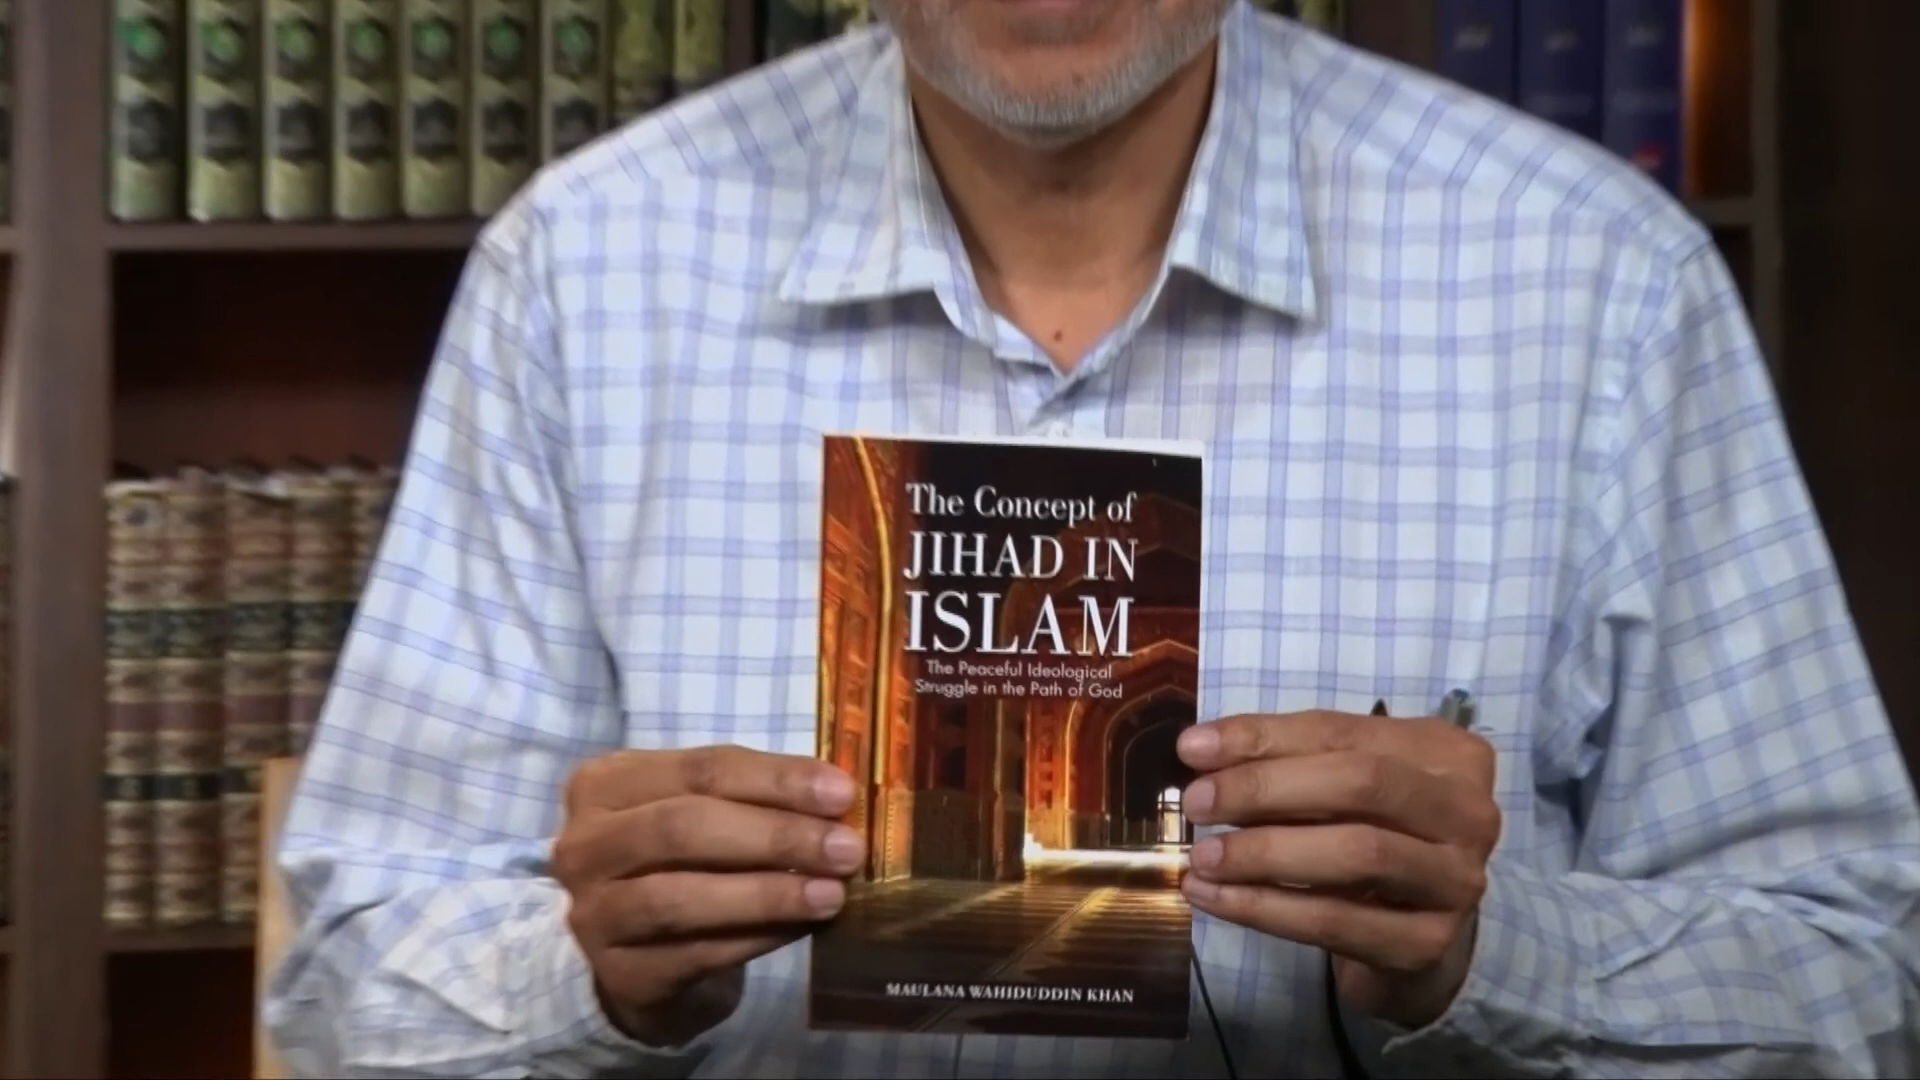 The Concept of
JIHAD IN
ISLAM
The Peaceful Ideological
Struggle in the Path of God
MAULANA WAHIDUDDIN KHAN